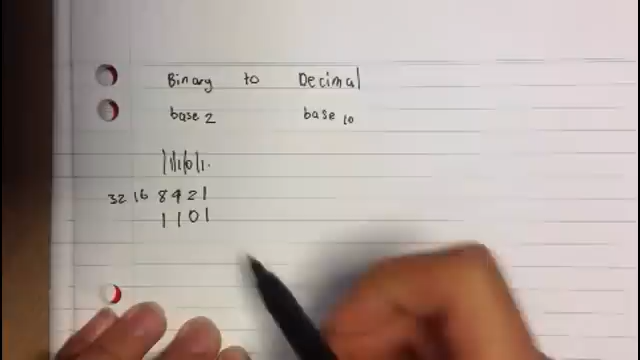 Binary to Decimal
base 2 base 10
|1|1|0|1.
32 16 8 4 2 1
1 1 0 1